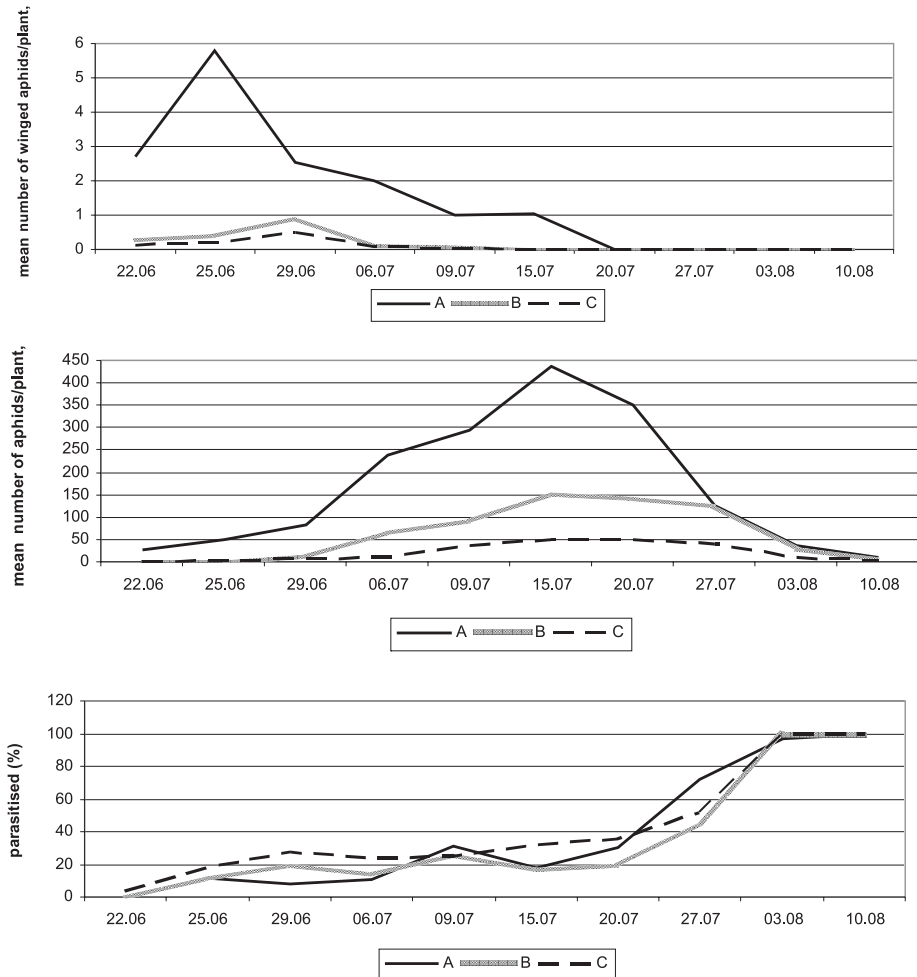 mean number of winged aphids/plant,
6
5
4
3
2
1
0
22.06 25.06 29.06 06.07 09.07 15.07 20.07 27.07 03.08 10.08
A B C
mean number of aphids/plant,
450
400
350
300
250
200
150
100
50
0
22.06 25.06 29.06 06.07 09.07 15.07 20.07 27.07 03.08 10.08
A B C
parasitised (%)
120
100
80
60
40
20
0
22.06 25.06 29.06 06.07 09.07 15.07 20.07 27.07 03.08 10.08
A B C